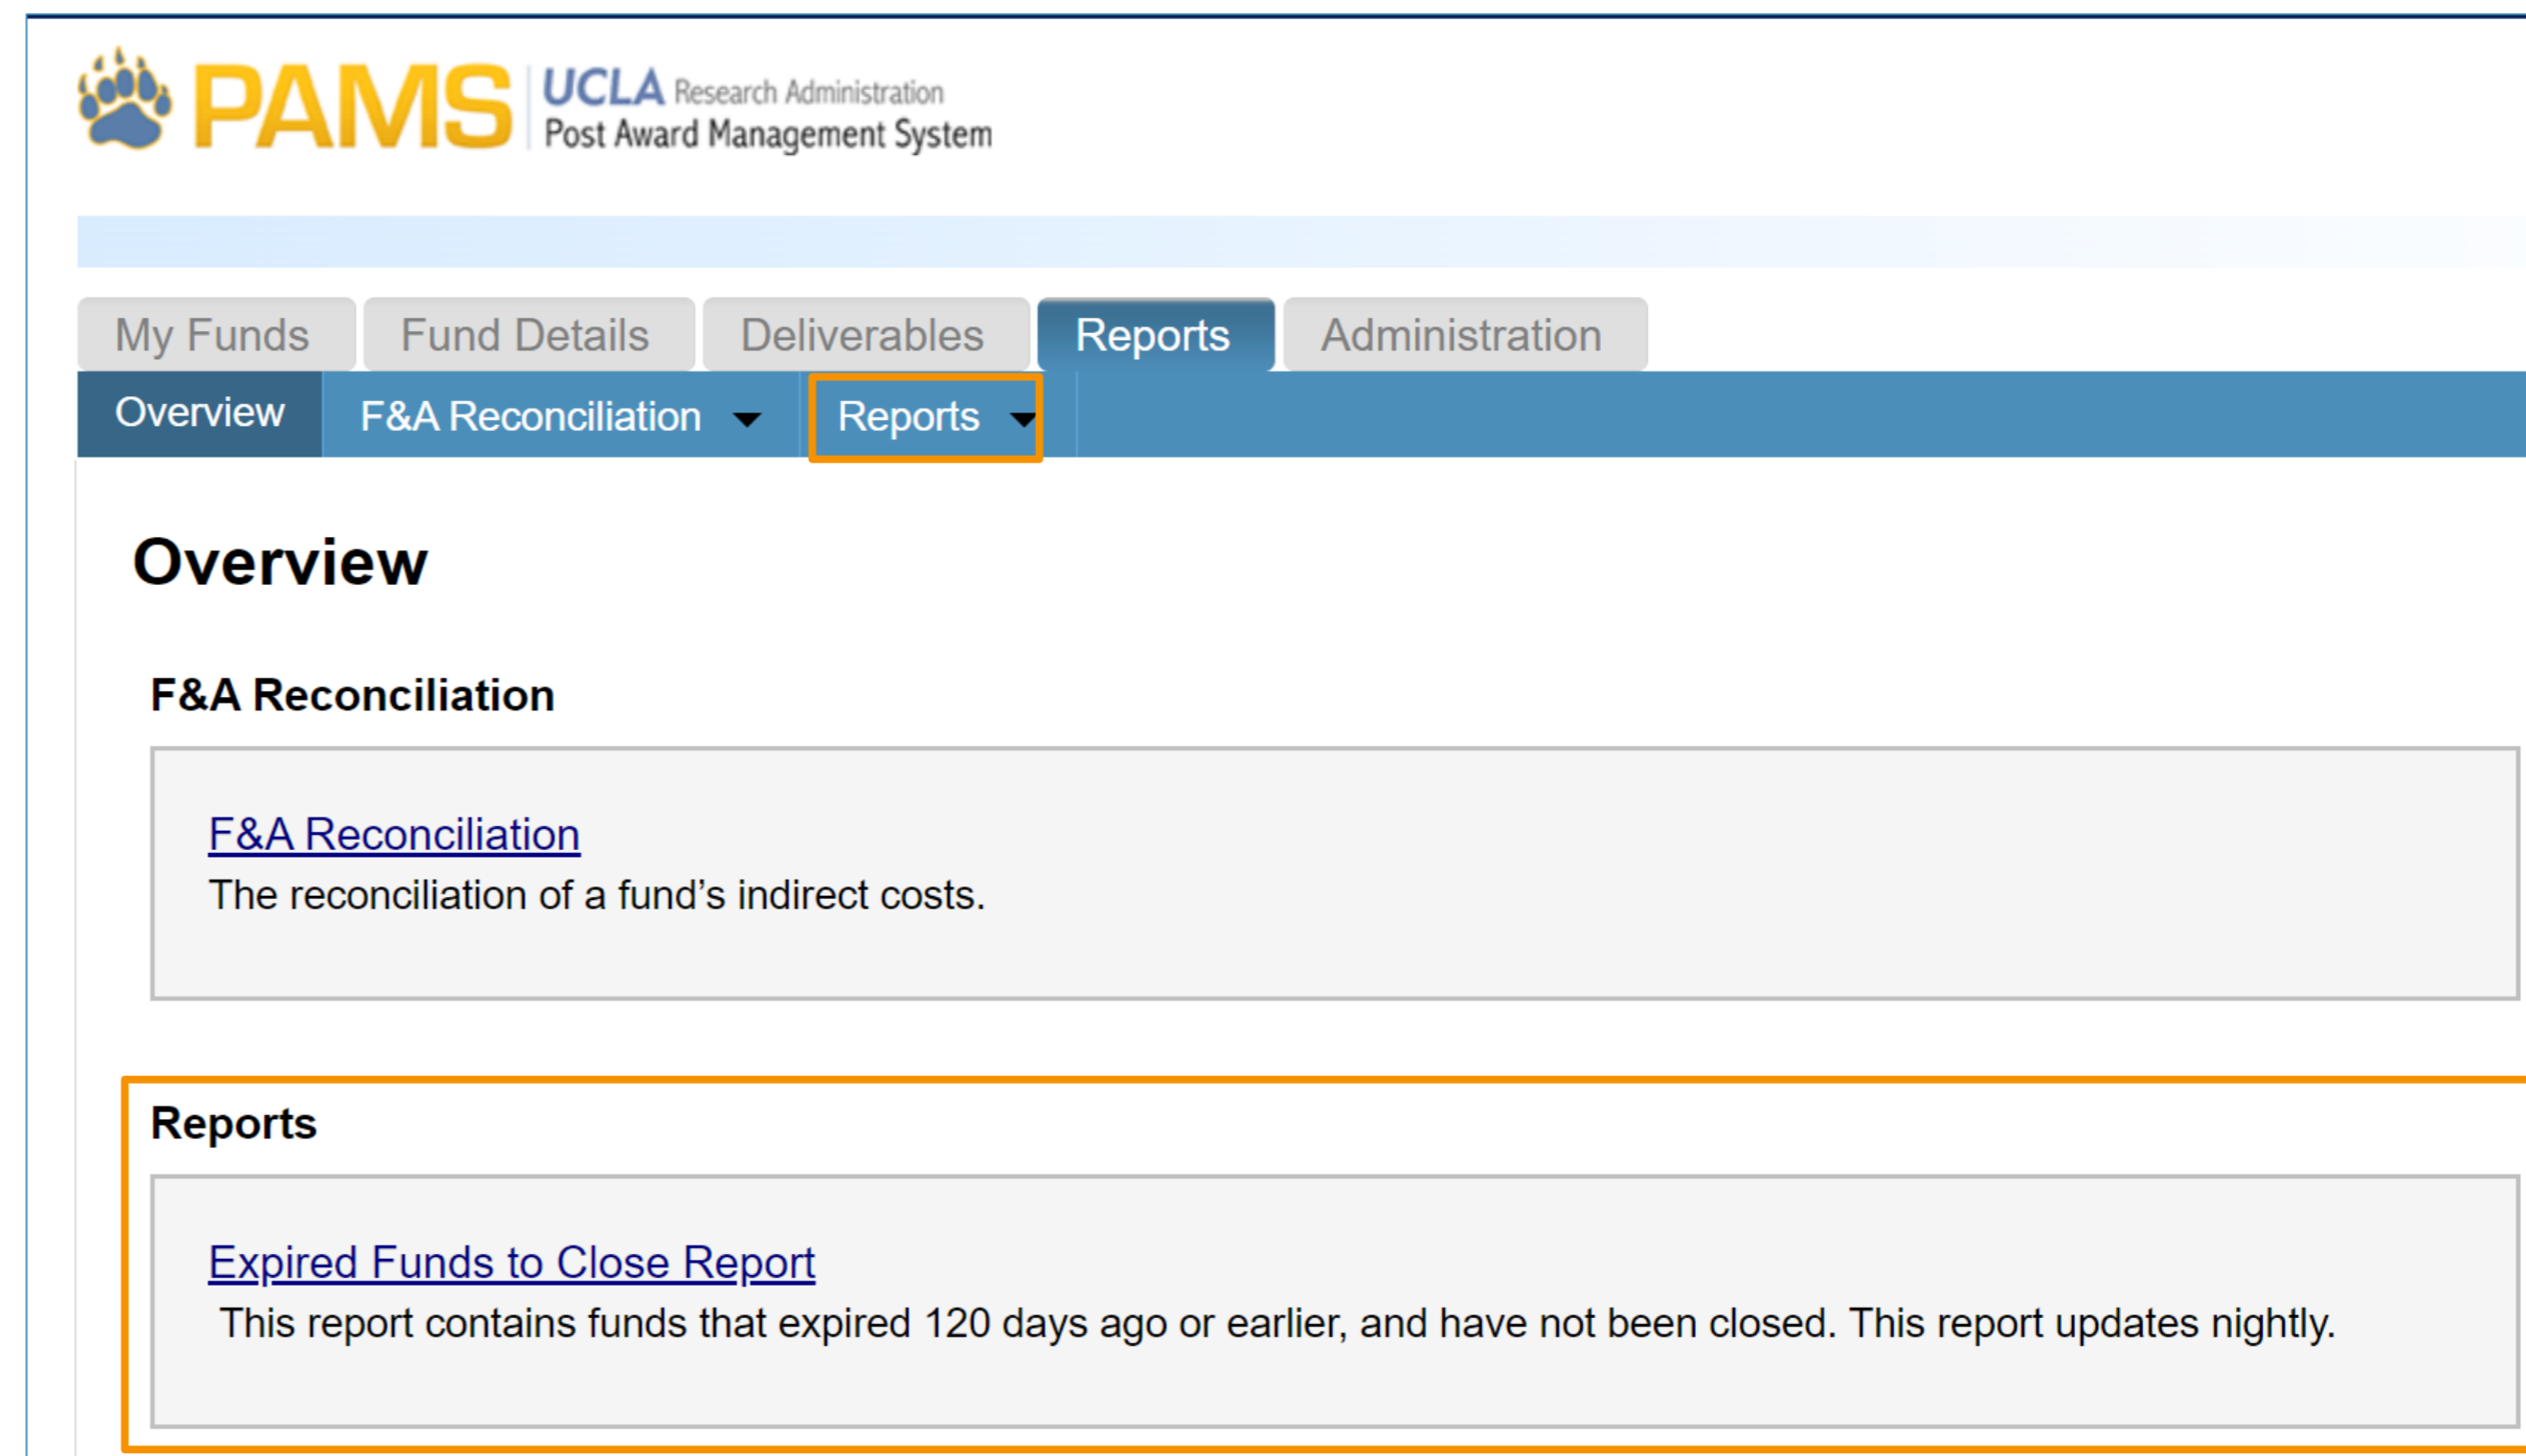 PAMS UCLA Research Administration
Post Award Management System
My Funds Fund Details Deliverables Reports Administration
Overview F&A Reconciliation Reports
Overview
F&A Reconciliation
F&A Reconciliation
The reconciliation of a fund’s indirect costs.
Reports
Expired Funds to Close Report
This report contains funds that expired 120 days ago or earlier, and have not been closed. This report updates nightly.